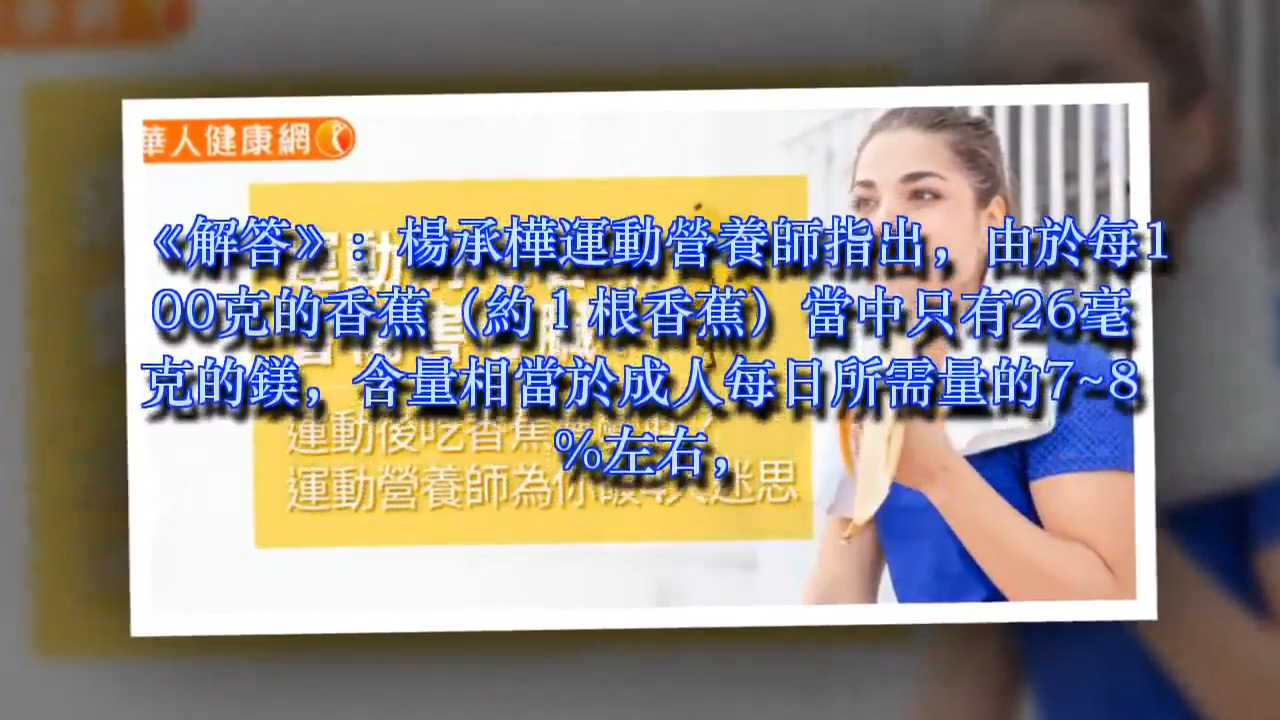 華人健康網
《解答》：楊承樺運動營養師指出，由於每1
00克的香蕉（約１根香蕉）當中只有26毫
克的鎂，含量相當於成人每日所需量的7~8
%左右，
運動後吃香蕉
運動營養師為你破4大迷思